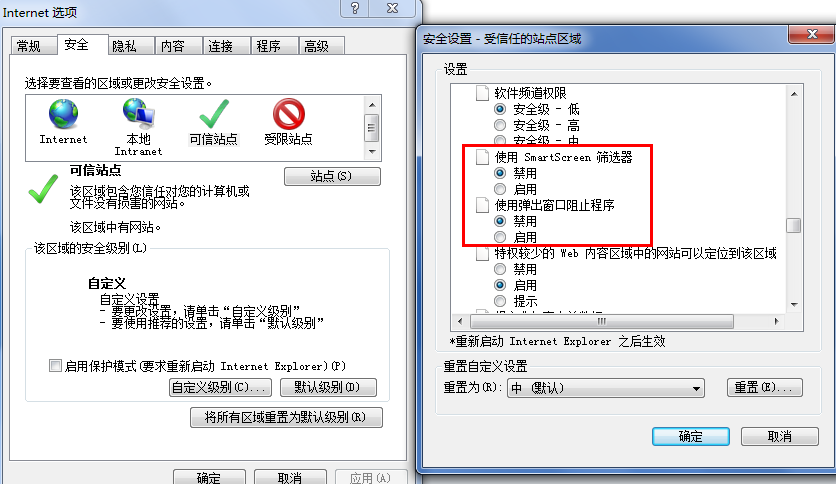 Internet 选项
常规
安全
隐私
内容
连接
程序
高级
选择要查看的区域或更改安全设置。
Internet
本地
Intranet
可信站点
受限站点
可信站点
站点(S)
该区域包含您信任对您的计算机或
文件没有损害的网站。
该区域中有网站。
该区域的安全级别(L)
自定义
自定义设置
- 要更改设置，请单击“自定义级别”
- 要使用推荐的设置，请单击“默认级别”
启用保护模式(要求重新启动 Internet Explorer)(P)
自定义级别(C)...
默认级别(D)
将所有区域重置为默认级别(R)
确定
取消
应用(A)
安全设置 - 受信任的站点区域
设置
软件频道权限
安全级 - 低
安全级 - 高
安全级 - 中
使用 SmartScreen 筛选器
禁用
启用
使用弹出窗口阻止程序
禁用
启用
特权较少的 Web 内容区域中的网站可以定位到该区域
禁用
启用
提示
*重新启动 Internet Explorer 之后生效
重置自定义设置
重置为(R):
中 (默认)
重置(E)...
确定
取消